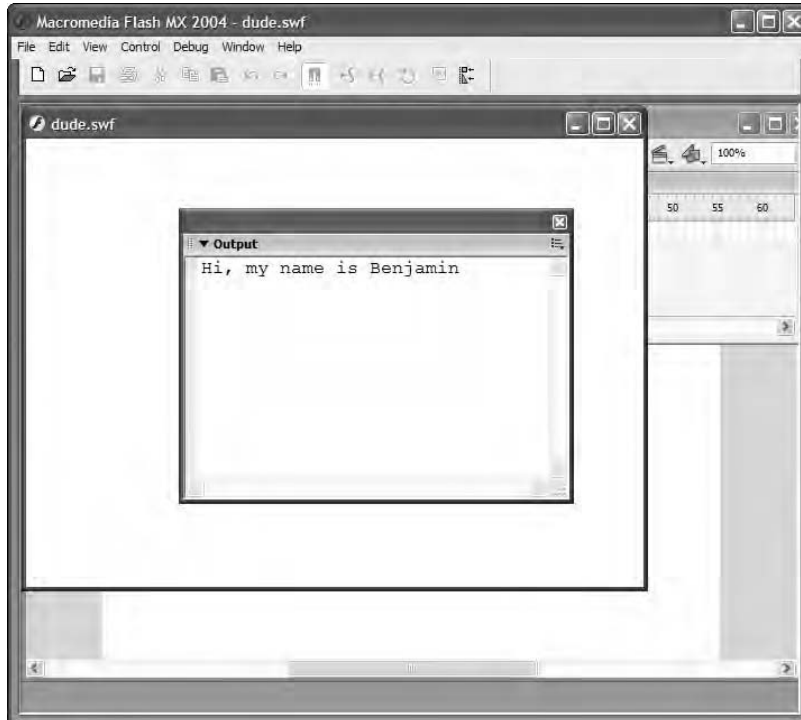 Macromedia Flash MX 2004 - dude.swf
File Edit View Control Debug Window Help
dude.swf
100%
50 55 60
Output
Hi, my name is Benjamin